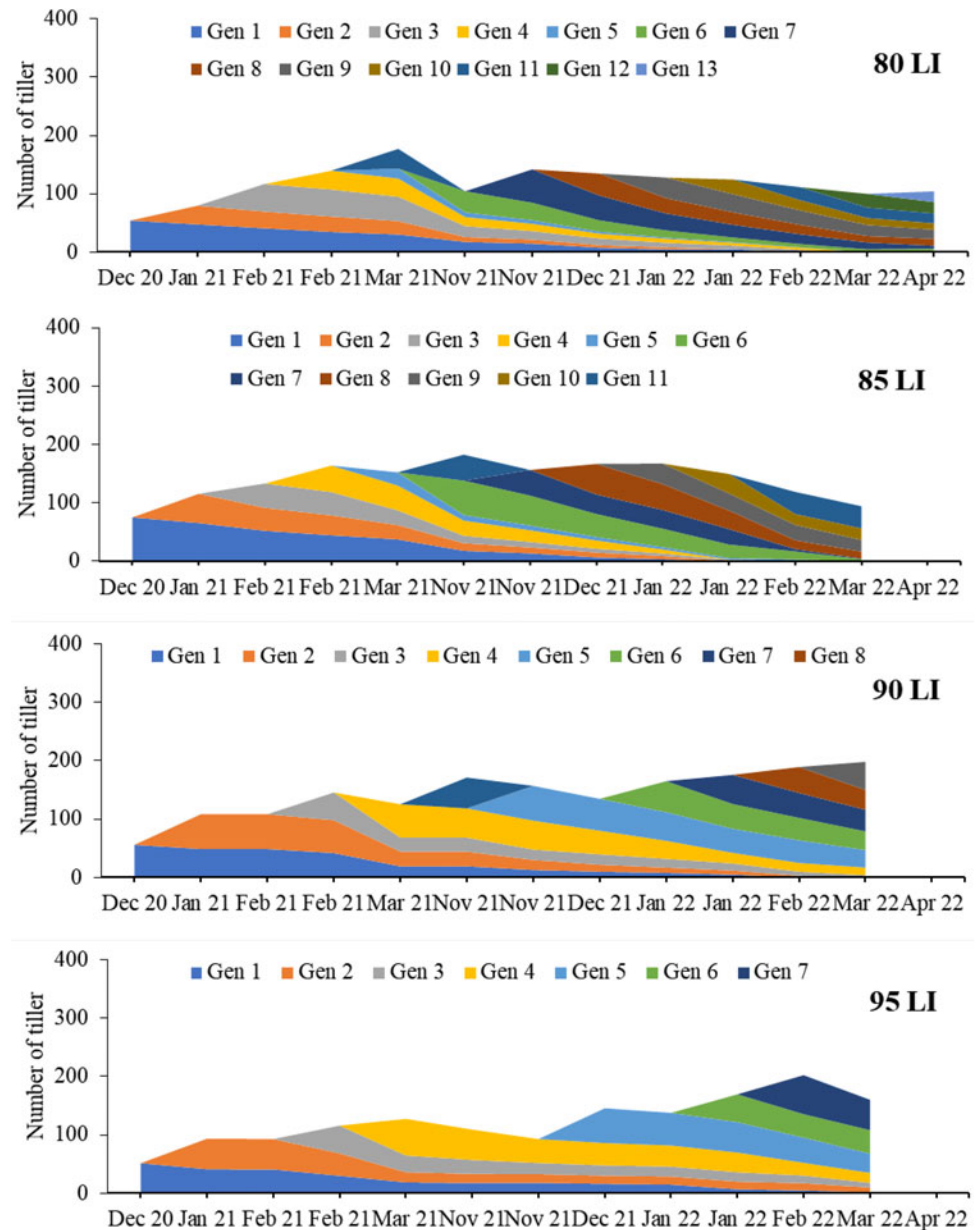 400
Gen 1 Gen 2 Gen 3 Gen 4 Gen 5 Gen 6 Gen 7
Gen 8 Gen 9 Gen 10 Gen 11 Gen 12 Gen 13
80 LI
300
200
100
0
Number of tiller
Dec 20 Jan 21 Feb 21 Feb 21 Mar 21 Nov 21 Nov 21 Dec 21 Jan 22 Jan 22 Feb 22 Mar 22 Apr 22
400
Gen 1 Gen 2 Gen 3 Gen 4 Gen 5 Gen 6
Gen 7 Gen 8 Gen 9 Gen 10 Gen 11
85 LI
300
200
100
0
Number of tiller
Dec 20 Jan 21 Feb 21 Feb 21 Mar 21 Nov 21 Nov 21 Dec 21 Jan 22 Jan 22 Feb 22 Mar 22 Apr 22
400
Gen 1 Gen 2 Gen 3 Gen 4 Gen 5 Gen 6 Gen 7 Gen 8
90 LI
300
200
100
0
Number of tiller
Dec 20 Jan 21 Feb 21 Feb 21 Mar 21 Nov 21 Nov 21 Dec 21 Jan 22 Jan 22 Feb 22 Mar 22 Apr 22
400
Gen 1 Gen 2 Gen 3 Gen 4 Gen 5 Gen 6 Gen 7
95 LI
300
200
100
0
Number of tiller
Dec 20 Jan 21 Feb 21 Feb 21 Mar 21 Nov 21 Nov 21 Dec 21 Jan 22 Jan 22 Feb 22 Mar 22 Apr 22